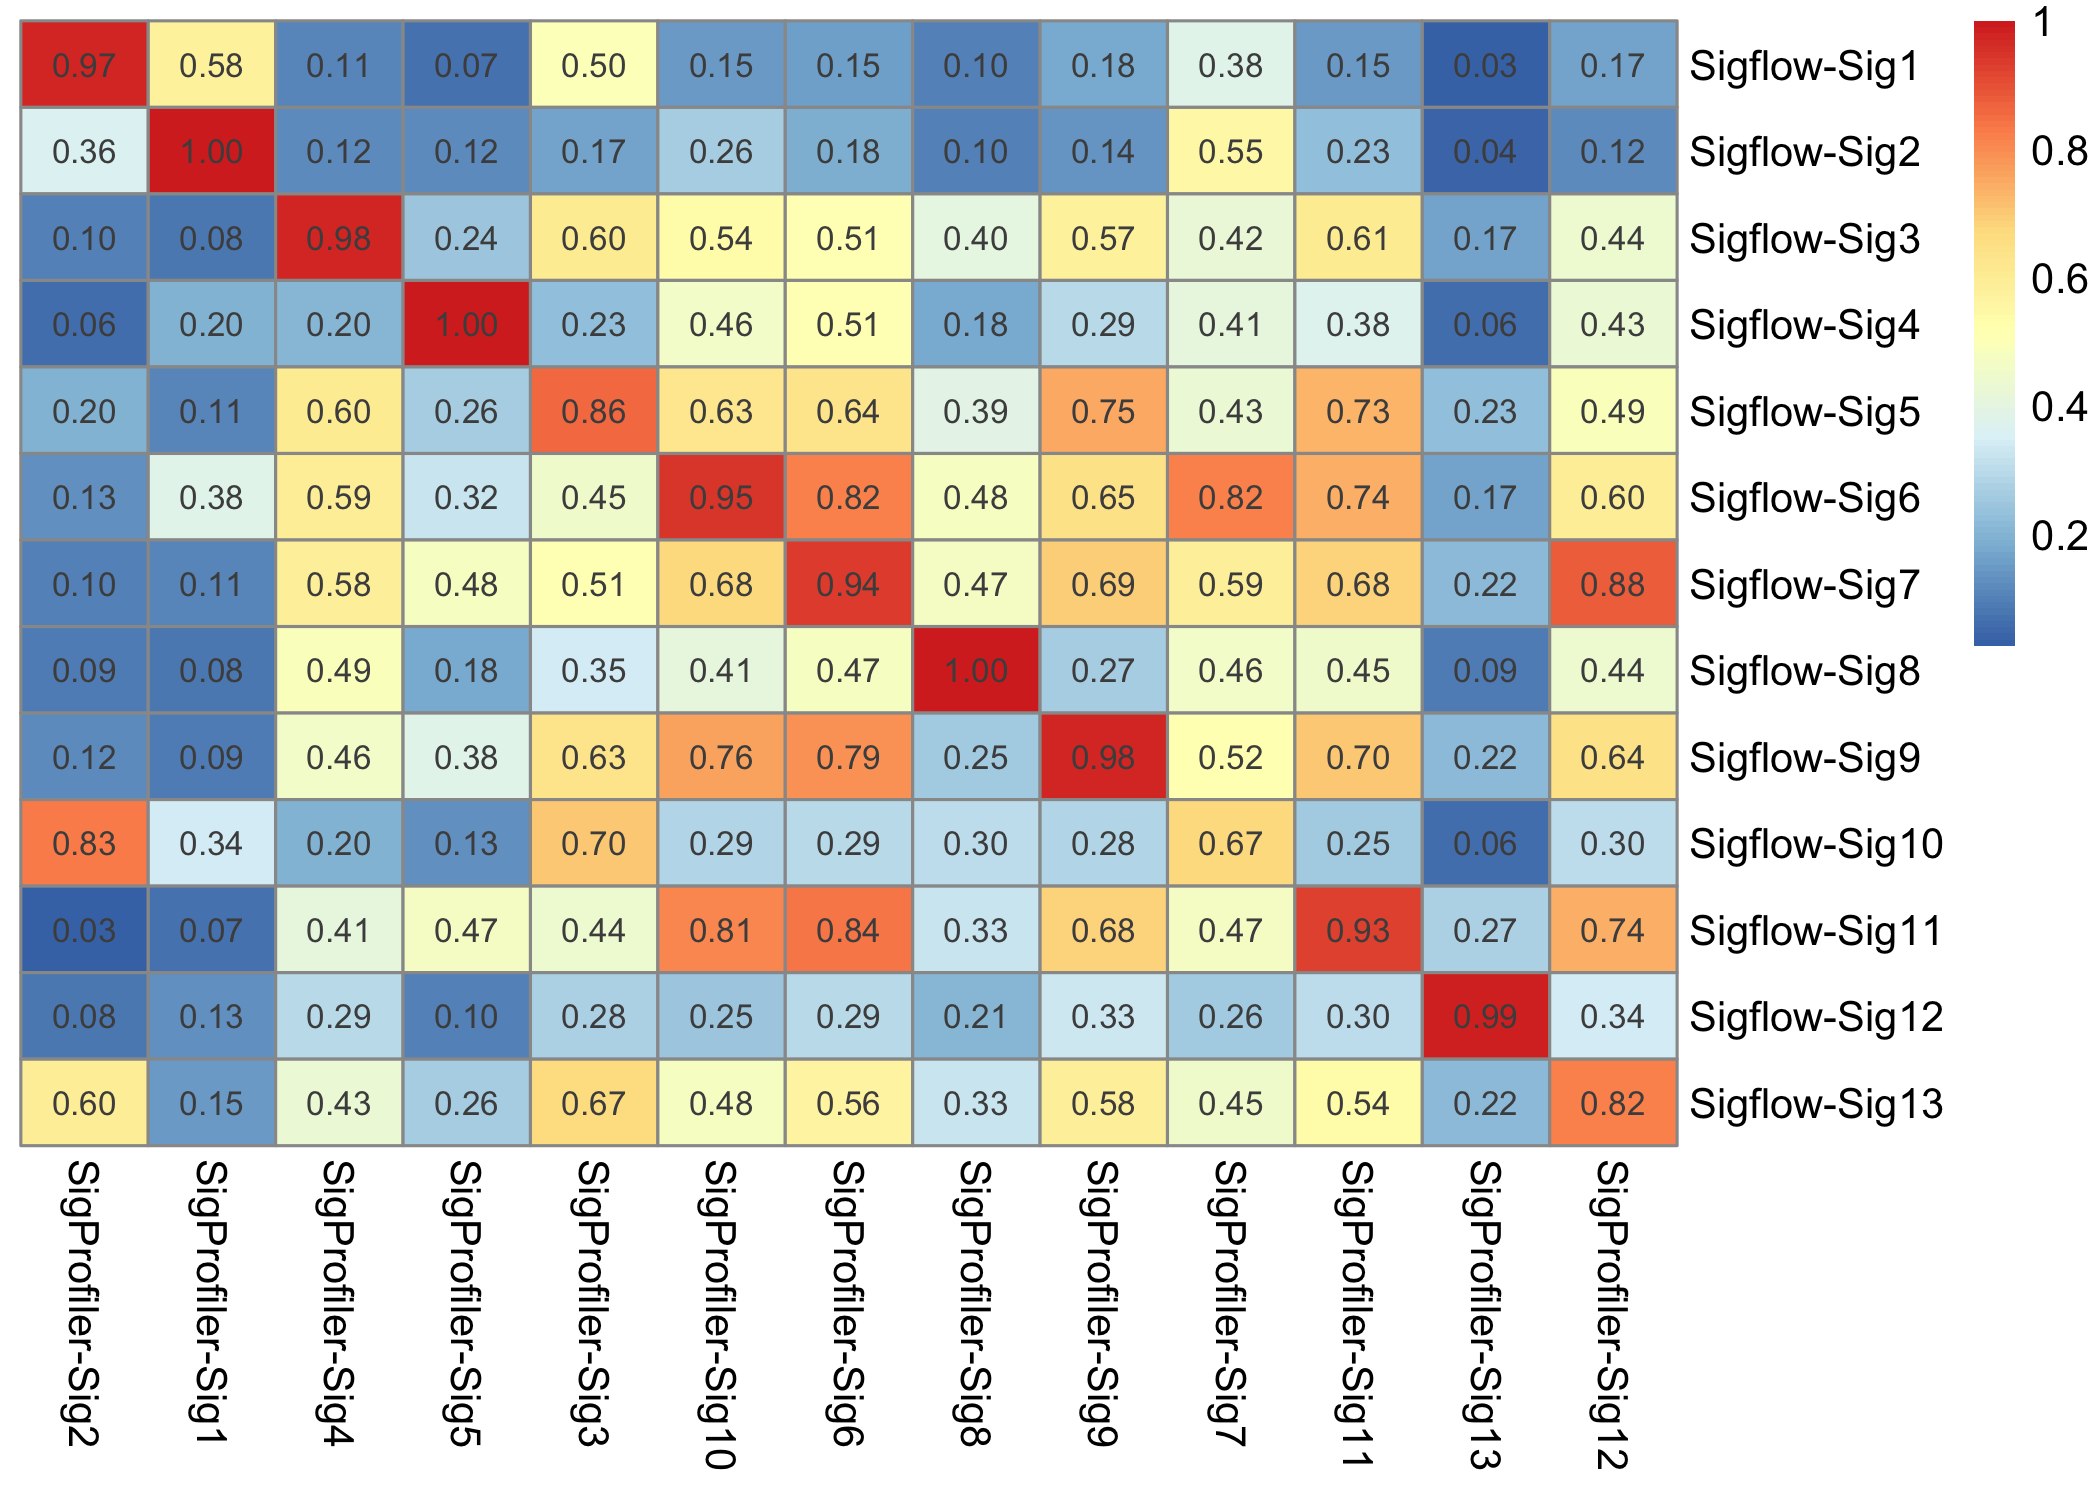 0.97 0.58 0.11 0.07 0.50 0.15 0.15 0.10 0.18 0.38 0.15 0.03 0.17 Sigflow-Sig1
0.36 1.00 0.12 0.12 0.17 0.26 0.18 0.10 0.14 0.55 0.23 0.04 0.12 Sigflow-Sig2
0.10 0.08 0.98 0.24 0.60 0.54 0.51 0.40 0.57 0.42 0.61 0.17 0.44 Sigflow-Sig3
0.06 0.20 0.20 1.00 0.23 0.46 0.51 0.18 0.29 0.41 0.38 0.06 0.43 Sigflow-Sig4
0.20 0.11 0.60 0.26 0.86 0.63 0.64 0.39 0.75 0.43 0.73 0.23 0.49 Sigflow-Sig5
0.13 0.38 0.59 0.32 0.45 0.95 0.82 0.48 0.65 0.82 0.74 0.17 0.60 Sigflow-Sig6
0.10 0.11 0.58 0.48 0.51 0.68 0.94 0.47 0.69 0.59 0.68 0.22 0.88 Sigflow-Sig7
0.09 0.08 0.49 0.18 0.35 0.41 0.47 1.00 0.27 0.46 0.45 0.09 0.44 Sigflow-Sig8
0.12 0.09 0.46 0.38 0.63 0.76 0.79 0.25 0.98 0.52 0.70 0.22 0.64 Sigflow-Sig9
0.83 0.34 0.20 0.13 0.70 0.29 0.29 0.30 0.28 0.67 0.25 0.06 0.30 Sigflow-Sig10
0.03 0.07 0.41 0.47 0.44 0.81 0.84 0.33 0.68 0.47 0.93 0.27 0.74 Sigflow-Sig11
0.08 0.13 0.29 0.10 0.28 0.25 0.29 0.21 0.33 0.26 0.30 0.99 0.34 Sigflow-Sig12
0.60 0.15 0.43 0.26 0.67 0.48 0.56 0.33 0.58 0.45 0.54 0.22 0.82 Sigflow-Sig13
SigProfiler-Sig2
SigProfiler-Sig1
SigProfiler-Sig4
SigProfiler-Sig5
SigProfiler-Sig3
SigProfiler-Sig10
SigProfiler-Sig6
SigProfiler-Sig8
SigProfiler-Sig9
SigProfiler-Sig7
SigProfiler-Sig11
SigProfiler-Sig13
SigProfiler-Sig12
1
0.8
0.6
0.4
0.2